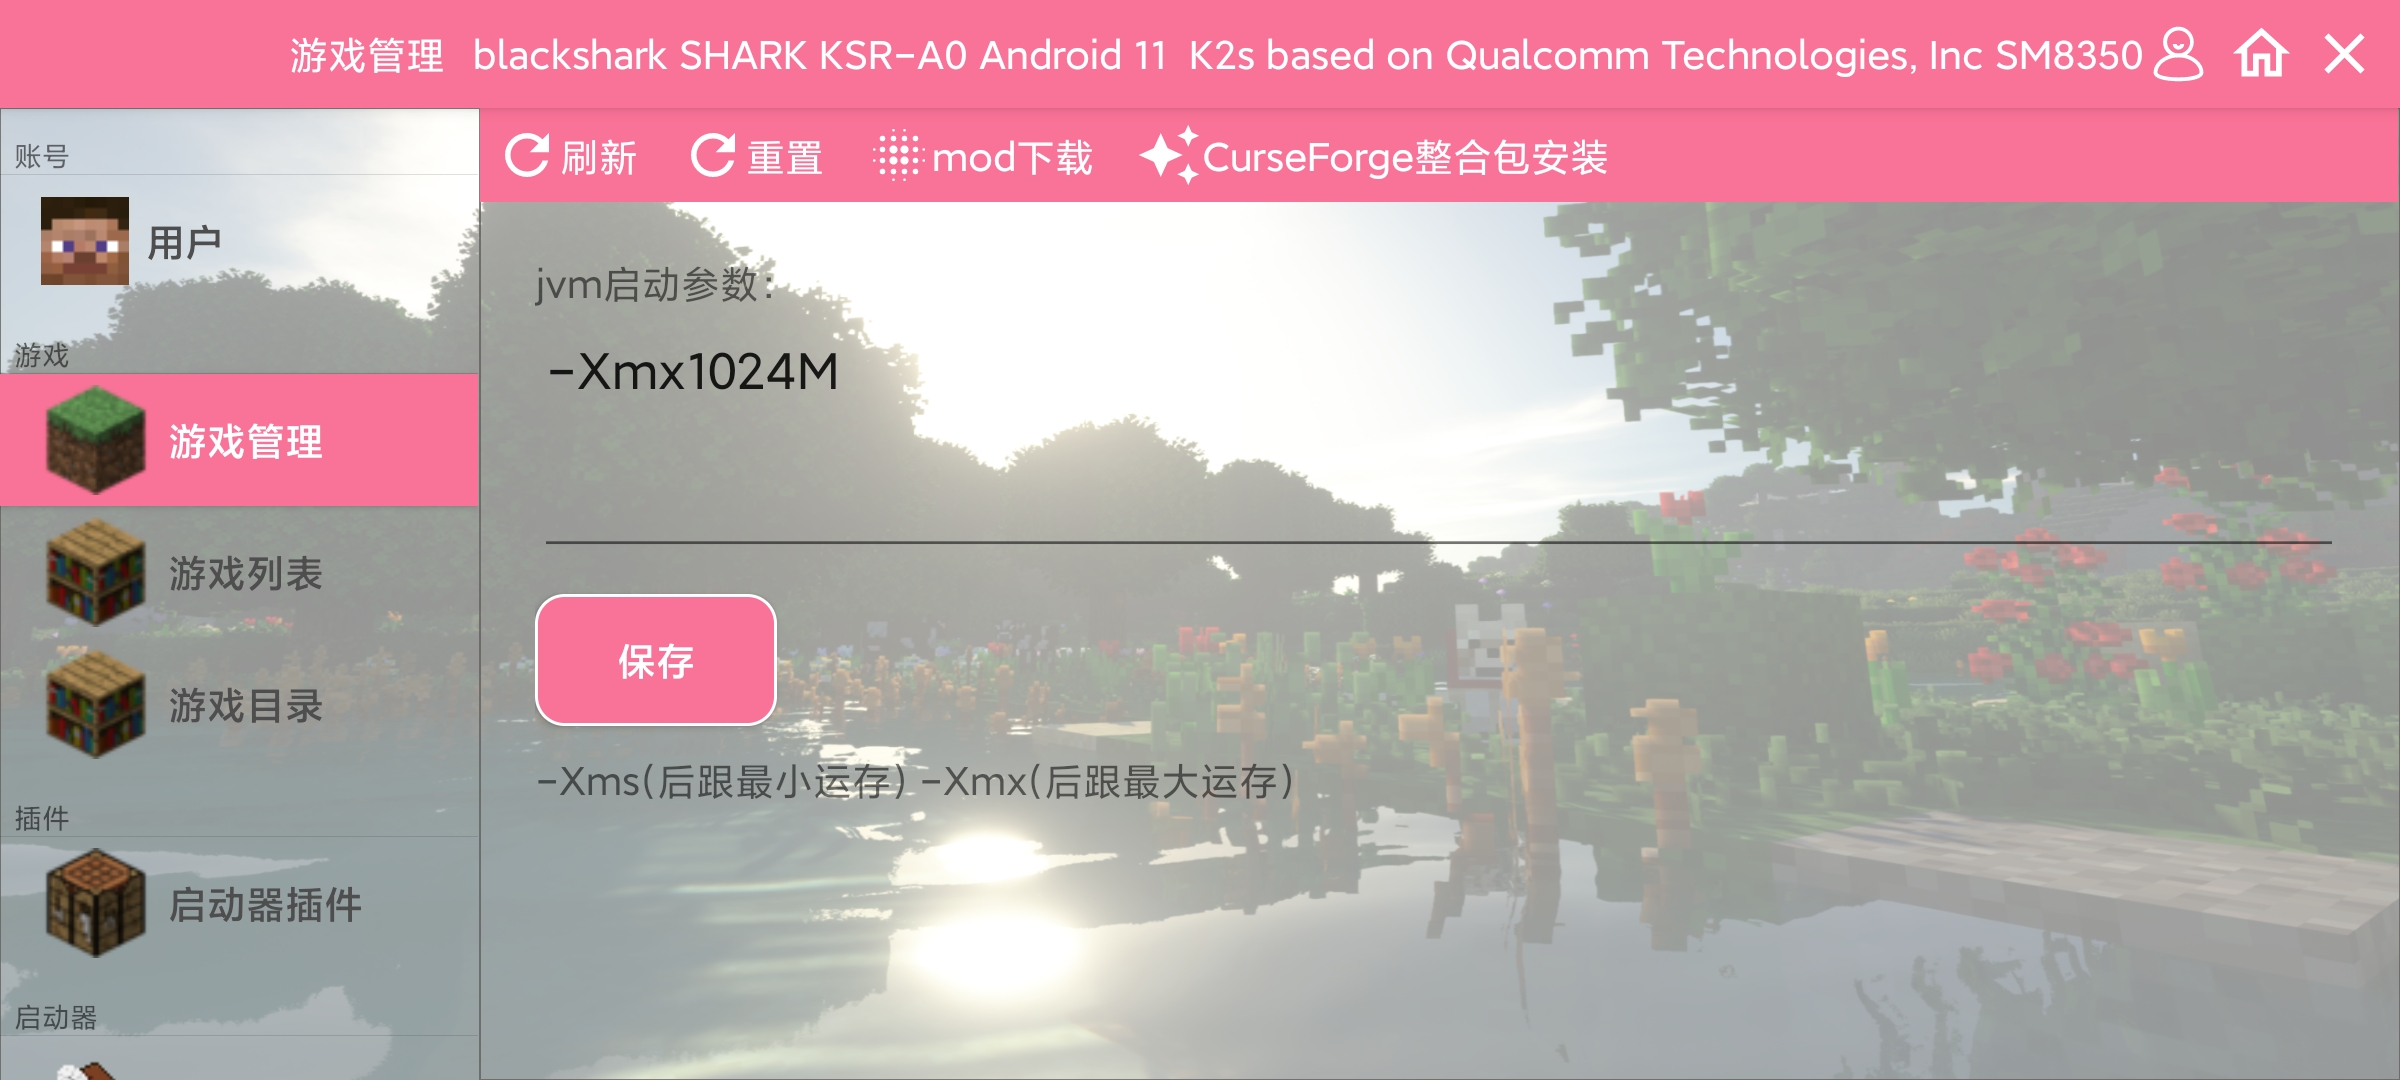 游戏管理 blackshark SHARK KSR-A0 Android 11 K2s based on Qualcomm Technologies, Inc SM8350
刷新 重置 mod下载 CurseForge整合包安装
账号
用户
游戏
游戏管理
游戏列表
游戏目录
插件
启动器插件
启动器
jvm启动参数:
-Xmx1024M
保存
-Xms(后跟最小运存) -Xmx(后跟最大运存)